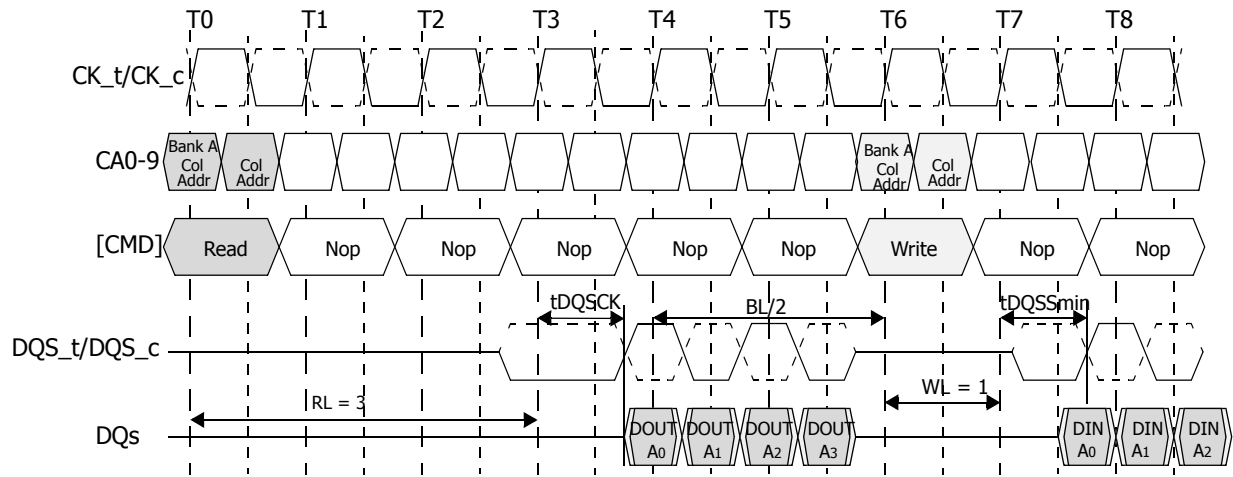 T0 T1 T2 T3 T4 T5 T6 T7 T8
CK_t/CK_c
CA0-9
Bank A
Col
Addr
Col
Addr
Bank A
Col
Addr
Col
Addr
[CMD]
Read Nop Nop Nop Nop Nop Write Nop Nop
tDQSCK BL/2 tDQSSmin
DQS_t/DQS_c
RL = 3 WL = 1
DQs
DOUT DOUT DOUT DOUT DIN DIN DIN
A0 A1 A2 A3 A0 A1 A2